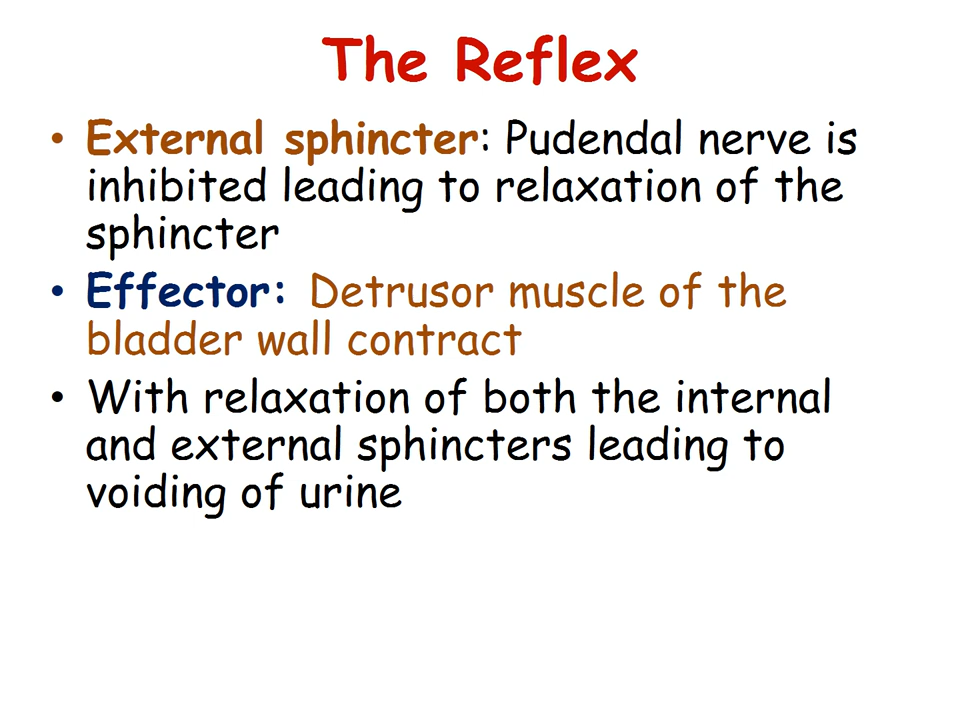 The Reflex
• External sphincter: Pudendal nerve is
inhibited leading to relaxation of the
sphincter
• Effector: Detrusor muscle of the
bladder wall contract
• With relaxation of both the internal
and external sphincters leading to
voiding of urine